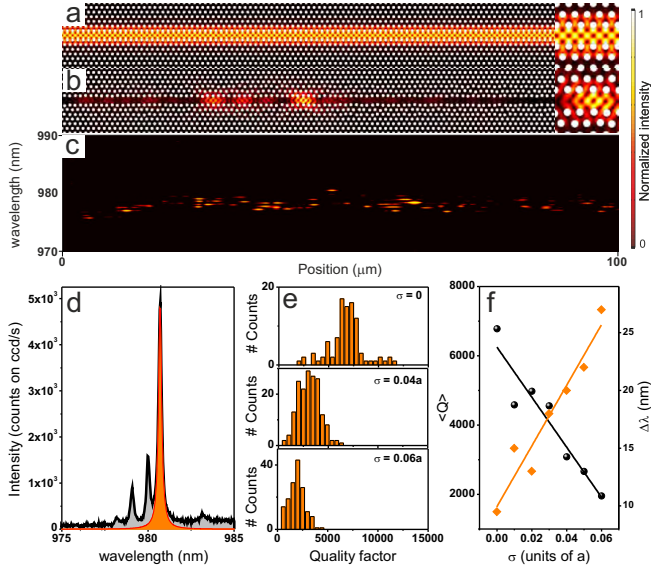 a
b
c
1
Normalized intensity
0
990
980
970
wavelength (nm)
0
Position (μm)
100
d
5x10³
4x10³
3x10³
2x10³
1x10³
0
Intensity (counts on ccd/s)
975
980
985
wavelength (nm)
e
σ = 0
20
0
# Counts
σ = 0.04a
20
0
# Counts
σ = 0.06a
40
20
0
# Counts
0
5000
10000
15000
Quality factor
f
8000
6000
4000
2000
<Q>
25
20
15
10
Δλ (nm)
0.00
0.02
0.04
0.06
σ (units of a)